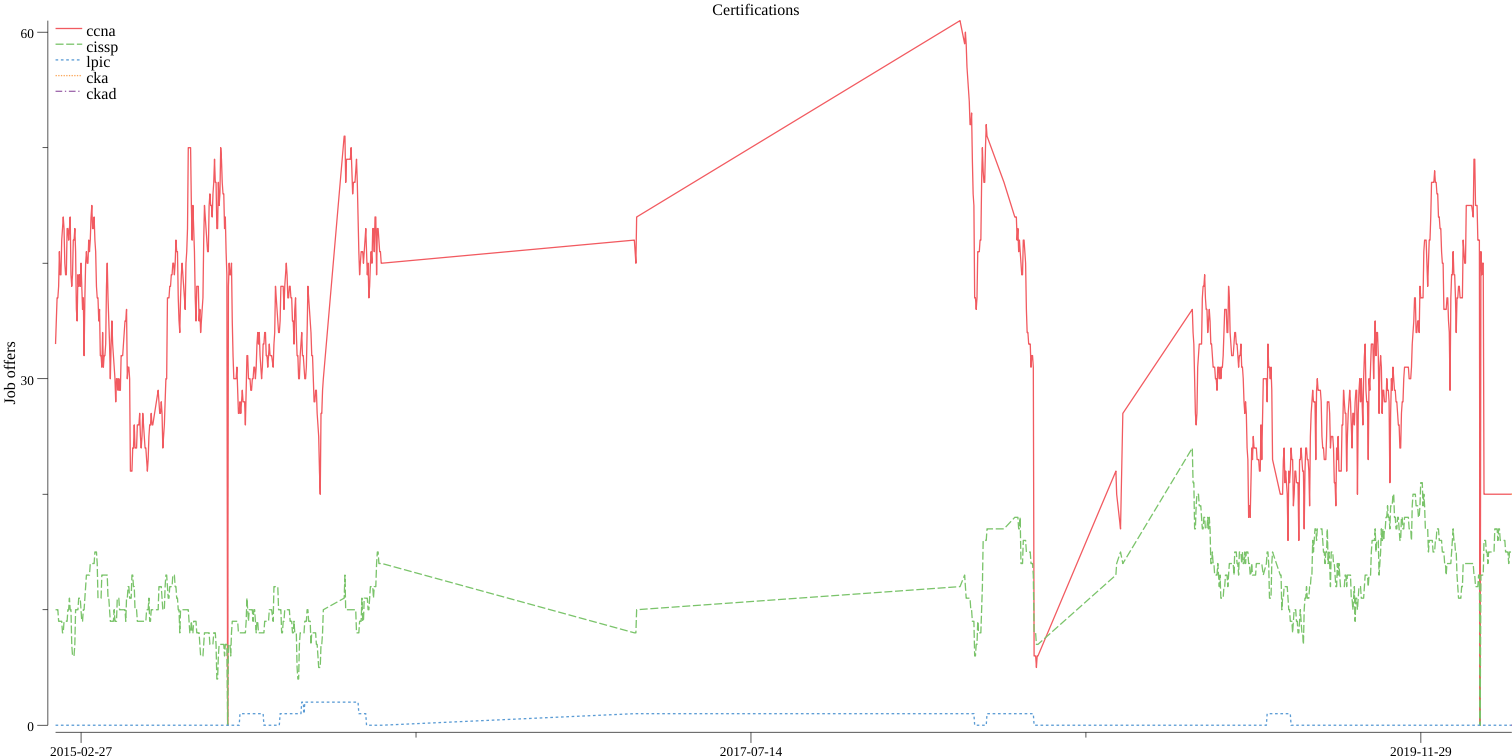 Certifications
60
ccna
cissp
lpic
cka
ckad
Job offers
30
0
2015-02-27
2017-07-14
2019-11-29